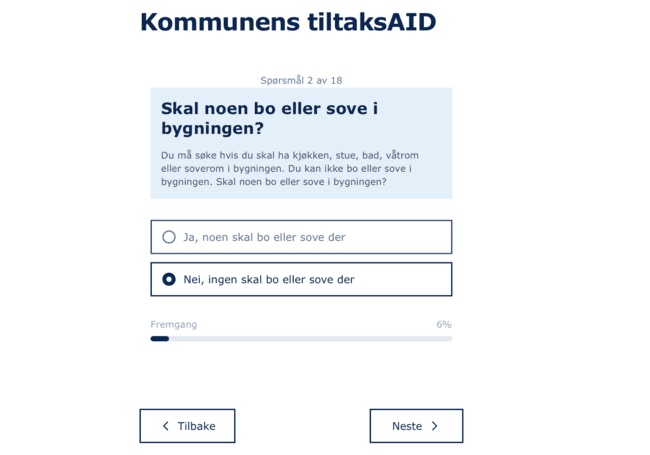 Kommunens tiltaksAID
Spørsmål 2 av 18
Skal noen bo eller sove i
bygningen?
Du må søke hvis du skal ha kjøkken, stue, bad, våtrom
eller soverom i bygningen. Du kan ikke bo eller sove i
bygningen. Skal noen bo eller sove i bygningen?
Ja, noen skal bo eller sove der
Nei, ingen skal bo eller sove der
Fremgang 6%
Tilbake Neste